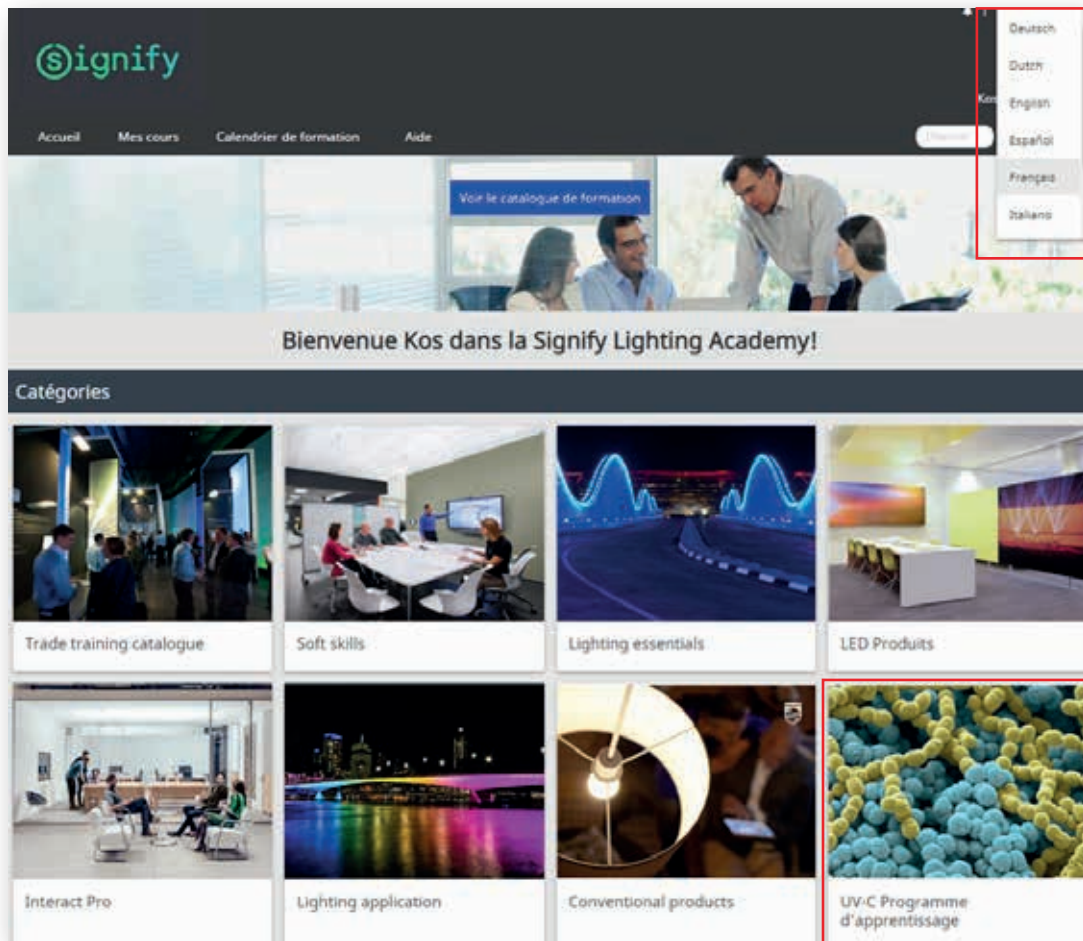 signify
Deutsch
Dutch
English
Español
Français
Italiano
Kos
Accueil Mes cours Calendrier de formation Aide
Voir le catalogue de formation
Bienvenue Kos dans la Signify Lighting Academy!
Catégories
Trade training catalogue
Soft skills
Lighting essentials
LED Produits
Interact Pro
Lighting application
Conventional products
UV-C Programme
d'apprentissage